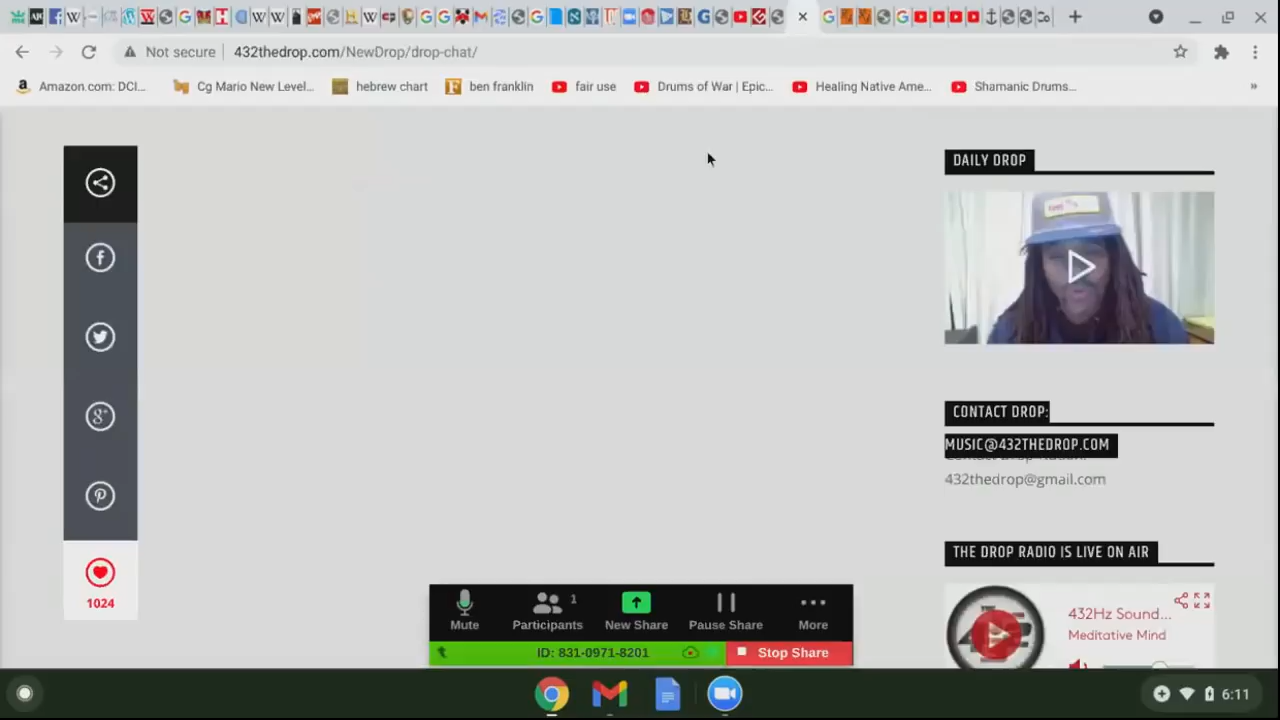 Not secure 432thedrop.com/NewDrop/drop-chat/
Amazon.com: DCI... Cg Mario New Level... hebrew chart ben franklin fair use Drums of War | Epic... Healing Native Ame... Shamanic Drums... »
DAILY DROP
CONTACT DROP:
MUSIC@432THEDROP.COM
432thedrop@gmail.com
THE DROP RADIO IS LIVE ON AIR
432Hz Sound...
Meditative Mind
1024
1
Mute Participants New Share Pause Share More
ID: 831-0971-8201 Stop Share
6:11